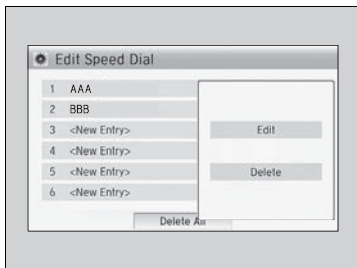 Edit Speed Dial
1 AAA
2 BBB
3 <New Entry>
4 <New Entry>
5 <New Entry>
6 <New Entry>
Edit
Delete
Delete All